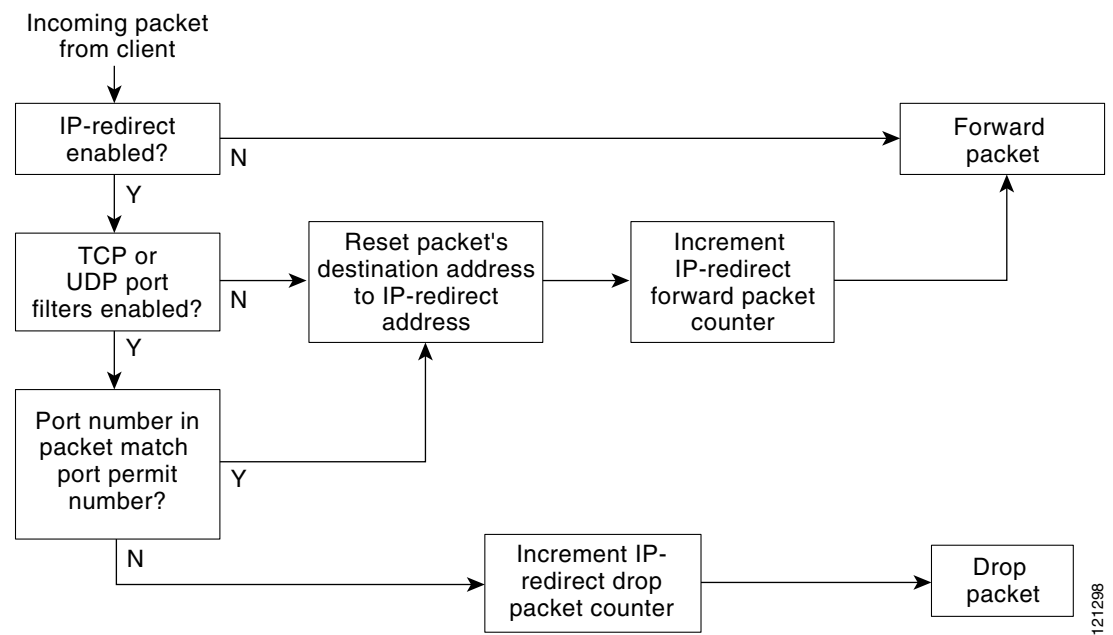 Incoming packet
from client
IP-redirect
enabled?
N
Forward
packet
Y
TCP or
UDP port
filters enabled?
N
Reset packet's
destination address
to IP-redirect
address
Increment
IP-redirect
forward packet
counter
Y
Port number in
packet match
port permit
number?
Y
N
Increment IP-
redirect drop
packet counter
Drop
packet
121298